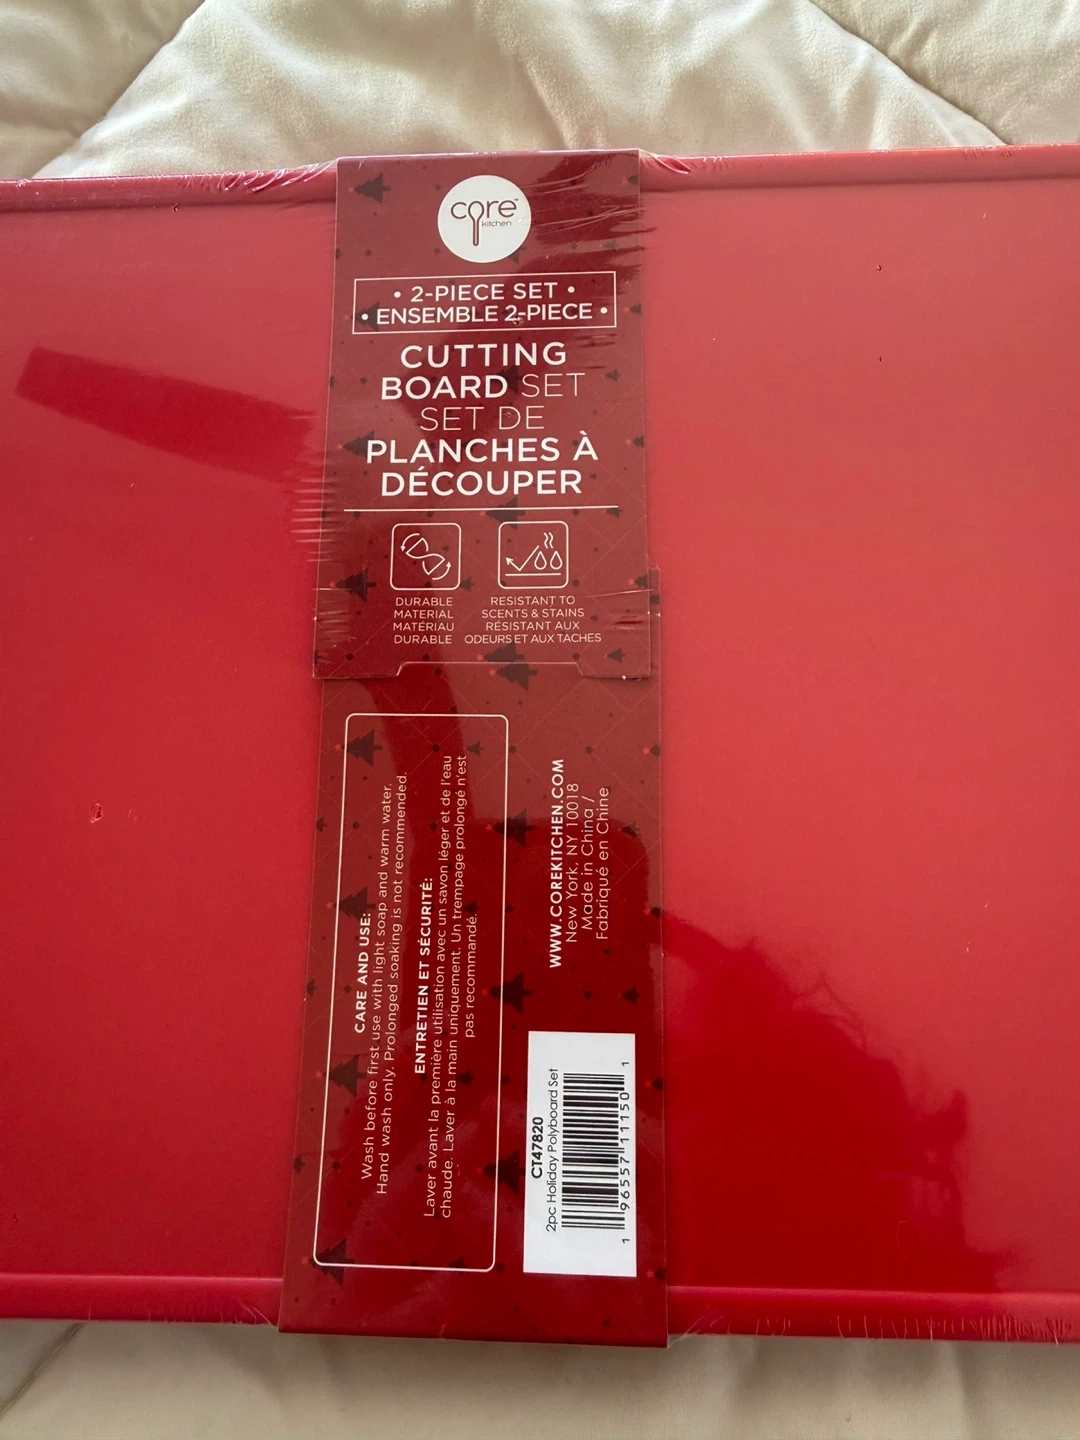 core™
kitchen
• 2-PIECE SET •
• ENSEMBLE 2-PIECE •
CUTTING
BOARD SET
SET DE
PLANCHES À
DÉCOUPER
DURABLE
MATERIAL
MATÉRIAU
DURABLE
RESISTANT TO
SCENTS & STAINS
RÉSISTANT AUX
ODEURS ET AUX TACHES
CARE AND USE:
Wash before first use with light soap and warm water.
Hand wash only. Prolonged soaking is not recommended.
ENTRETIEN ET SÉCURITÉ:
Laver avant la première utilisation avec un savon léger et de l'eau
chaude. Laver à la main uniquement. Un trempage prolongé n'est
pas recommandé.
WWW.COREKITCHEN.COM
New York, NY 10018
Made in China /
Fabriqué en Chine
CT47820
2pc Holiday Polyboard Set
1 96557 11150 1